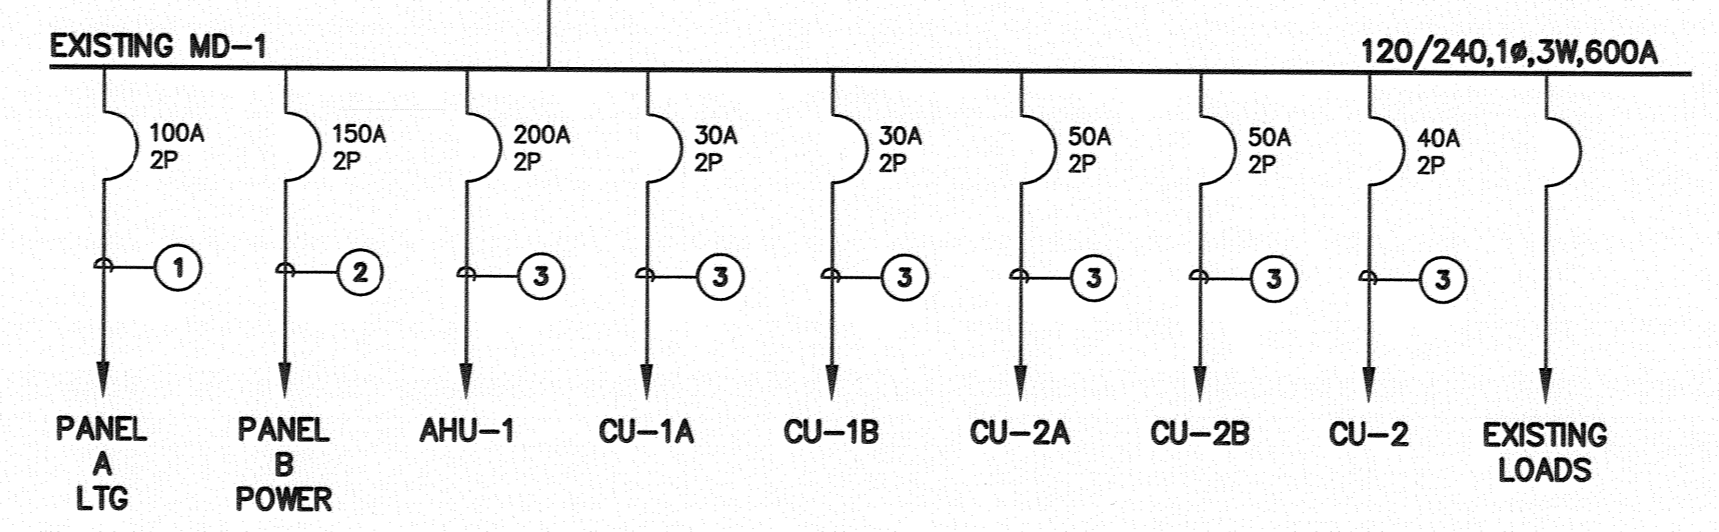 EXISTING MD-1
120/240,1ø,3W,600A
100A
2P
150A
2P
200A
2P
30A
2P
30A
2P
50A
2P
50A
2P
40A
2P
1
2
3
3
3
3
3
3
PANEL
A
LTG
PANEL
B
POWER
AHU-1
CU-1A
CU-1B
CU-2A
CU-2B
CU-2
EXISTING
LOADS